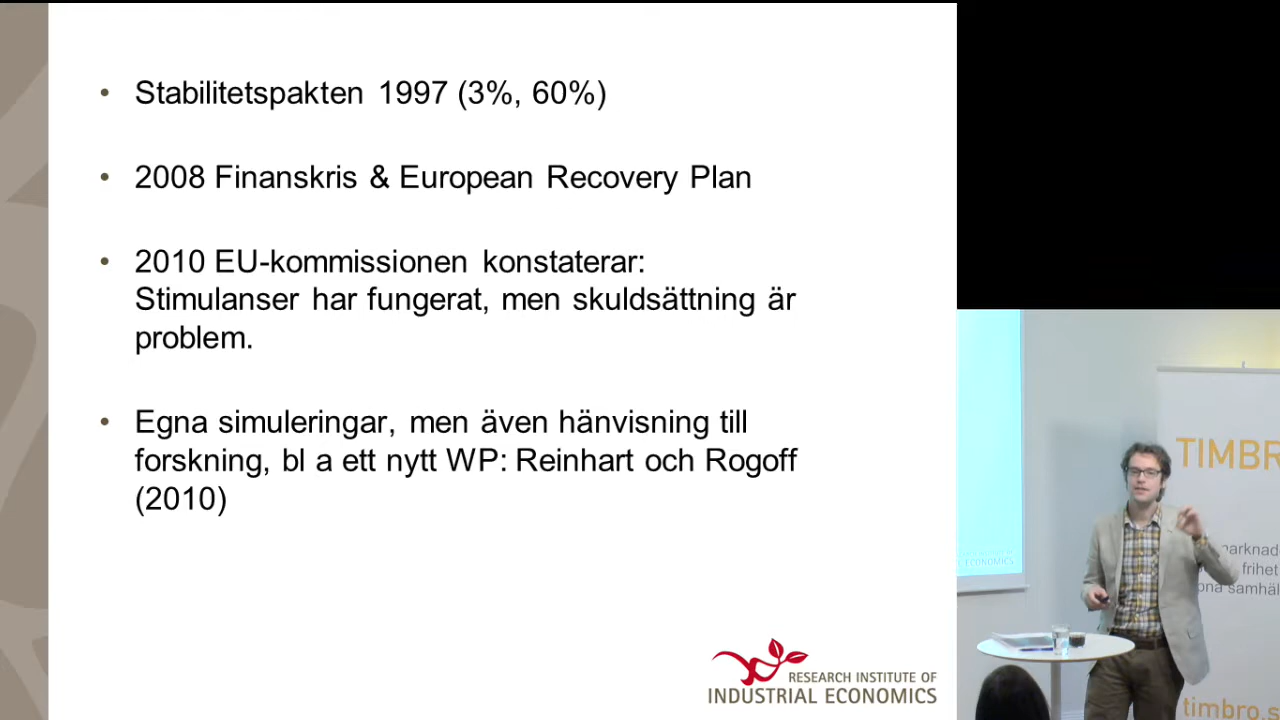 Stabilitetspakten 1997 (3%, 60%)
2008 Finanskris & European Recovery Plan
2010 EU-kommissionen konstaterar:
Stimulanser har fungerat, men skuldsättning är
problem.
Egna simuleringar, men även hänvisning till
forskning, bl a ett nytt WP: Reinhart och Rogoff
(2010)
RESEARCH INSTITUTE OF
INDUSTRIAL ECONOMICS
TIMBRO
frihet
timbro.s